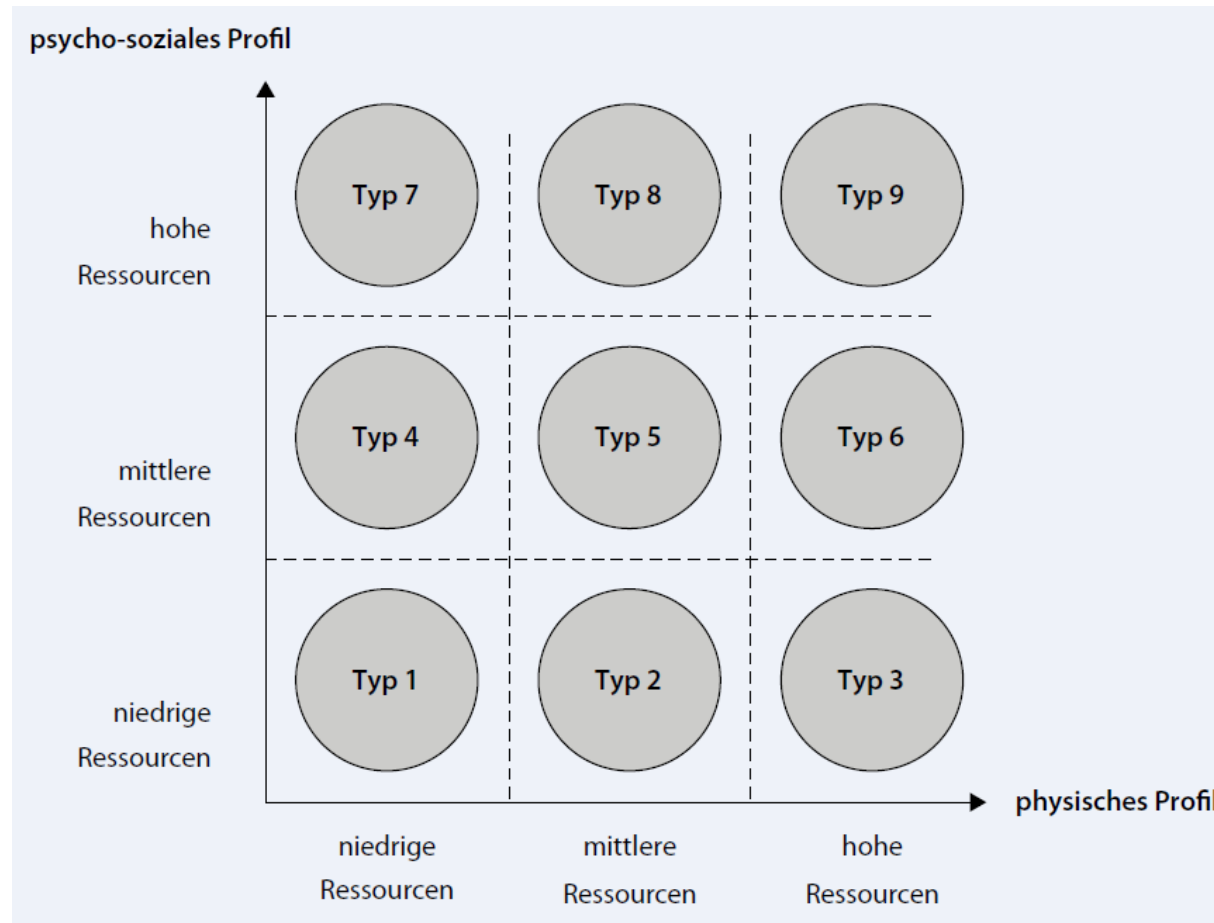 psycho-soziales Profil
Typ 7
Typ 8
Typ 9
hohe
Ressourcen
Typ 4
Typ 5
Typ 6
mittlere
Ressourcen
Typ 1
Typ 2
Typ 3
niedrige
Ressourcen
physisches Profil
niedrige
Ressourcen
mittlere
Ressourcen
hohe
Ressourcen